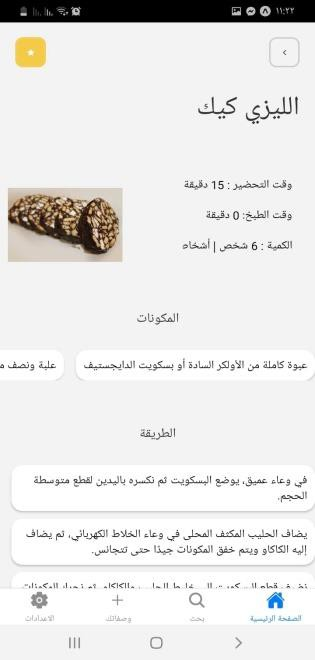 ١١:٢٢
الليزي كيك
وقت التحضير : 15 دقيقة
وقت الطبخ: 0 دقيقة
الكمية : 6 شخص | أشخاص
المكونات
عبوة كاملة من الأولكر السادة أو بسكويت الدايجستيف
علبة ونصف
الطريقة
في وعاء عميق، يوضع البسكويت ثم نكسره باليدين لقطع متوسطة
الحجم.
يضاف الحليب المكثف المحلى في وعاء الخلاط الكهربائي، ثم يضاف
إليه الكاكاو ويتم خفق المكونات جيدًا حتى تتجانس.
الصفحة الرئيسية
بحث
وصفاتك
الاعدادات